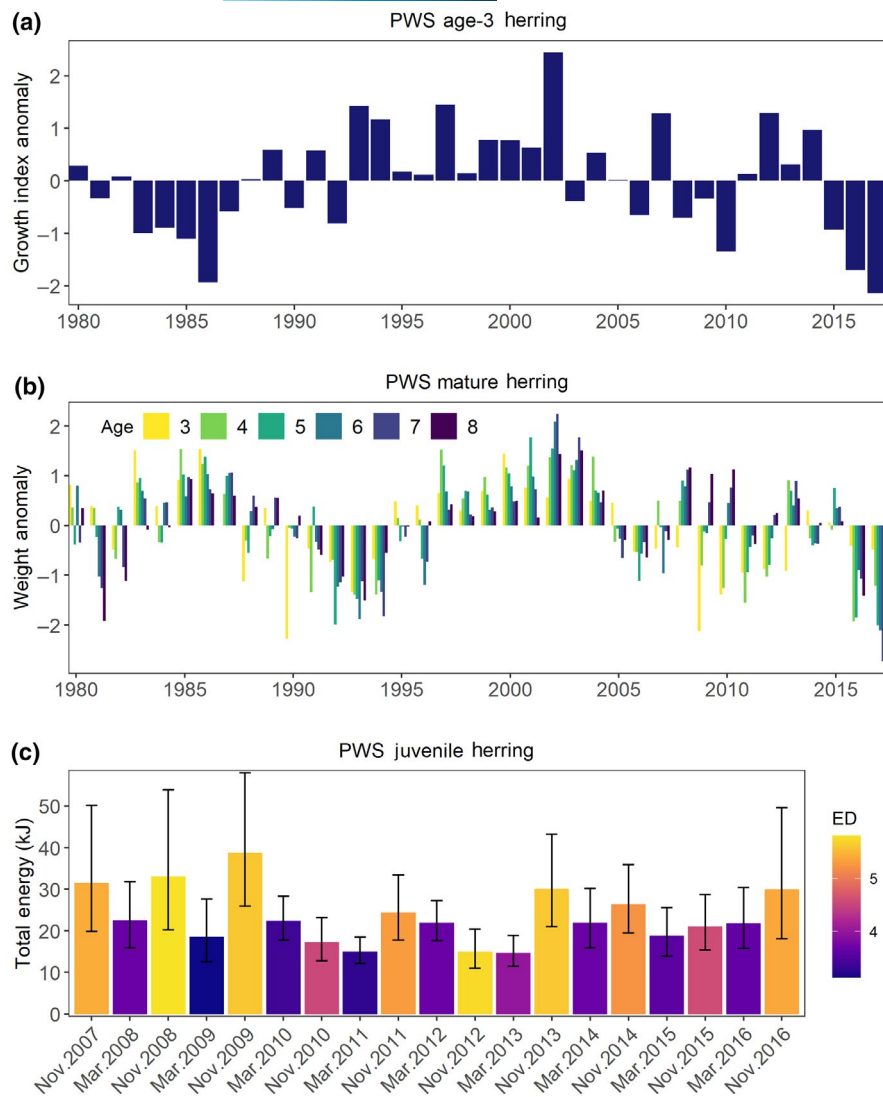 (a)
PWS age-3 herring
Growth index anomaly
2
1
0
−1
−2
1980 1985 1990 1995 2000 2005 2010 2015
(b)
PWS mature herring
Weight anomaly
Age 3 4 5 6 7 8
2
1
0
−1
−2
1980 1985 1990 1995 2000 2005 2010 2015
(c)
PWS juvenile herring
Total energy (kJ)
50
40
30
20
10
0
Nov.2007 Mar.2008 Nov.2008 Mar.2009 Nov.2009 Mar.2010 Nov.2010 Mar.2011 Nov.2011 Mar.2012 Nov.2012 Mar.2013 Nov.2013 Mar.2014 Nov.2014 Mar.2015 Nov.2015 Mar.2016 Nov.2016
ED
5
4